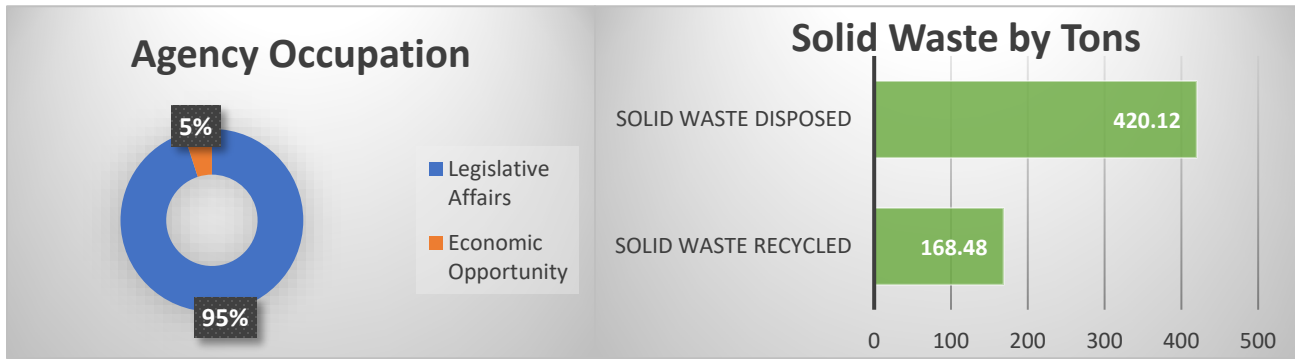 Agency Occupation
5%
95%
Legislative
Affairs
Economic
Opportunity
Solid Waste by Tons
SOLID WASTE DISPOSED
420.12
SOLID WASTE RECYCLED
168.48
0 100 200 300 400 500